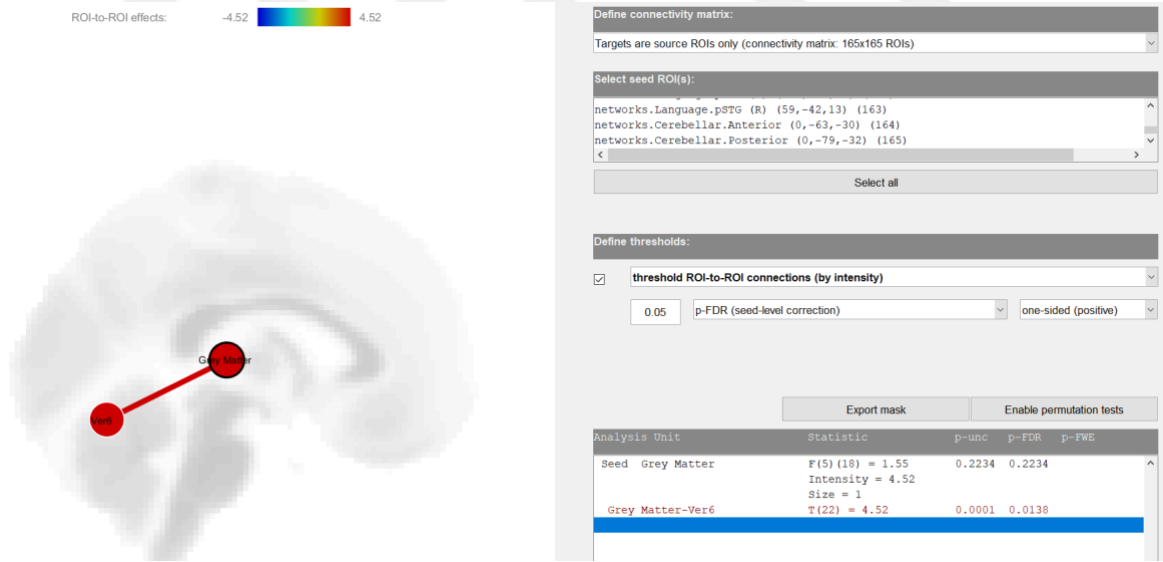 ROI-to-ROI effects: -4.52 4.52
Grey Matter
Ver6
Define connectivity matrix:
Targets are source ROIs only (connectivity matrix: 165x165 ROIs)
Select seed ROI(s):
networks.Language.pSTG (R) (59,-42,13) (163)
networks.Cerebellar.Anterior (0,-63,-30) (164)
networks.Cerebellar.Posterior (0,-79,-32) (165)
Select all
Define thresholds:
threshold ROI-to-ROI connections (by intensity)
0.05 p-FDR (seed-level correction) one-sided (positive)
Export mask Enable permutation tests
Analysis Unit Statistic p-unc p-FDR p-FWE
Seed Grey Matter F(5)(18) = 1.55 0.2234 0.2234
Intensity = 4.52
Size = 1
Grey Matter-Ver6 T(22) = 4.52 0.0001 0.0138